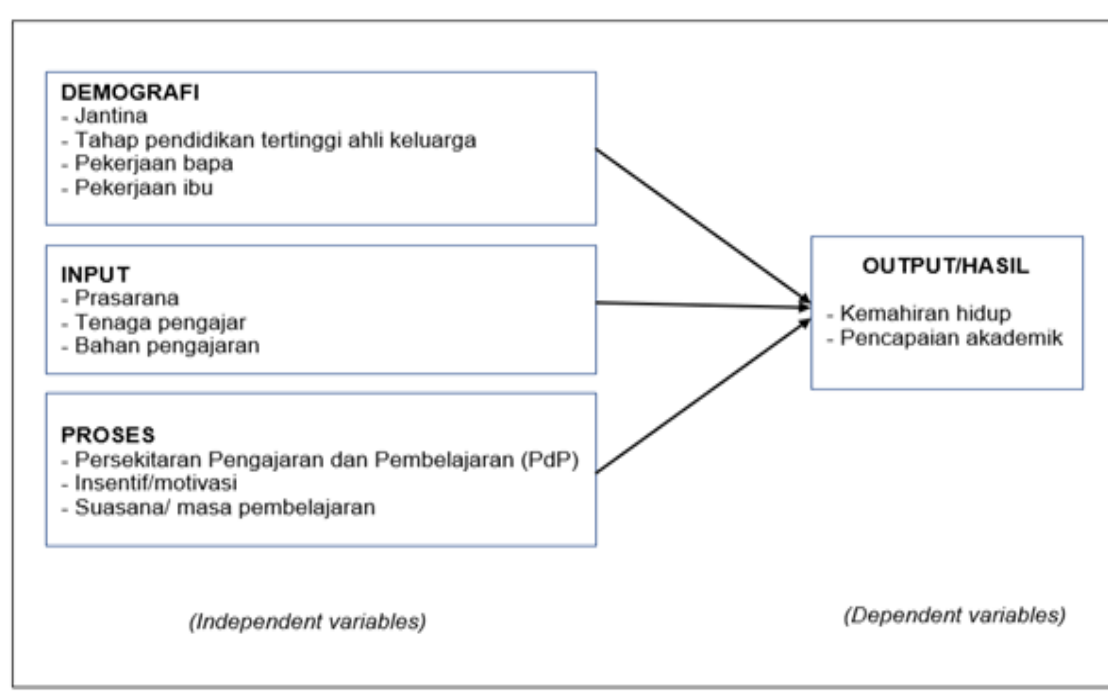 DEMOGRAFI
- Jantina
- Tahap pendidikan tertinggi ahli keluarga
- Pekerjaan bapa
- Pekerjaan ibu
INPUT
- Prasarana
- Tenaga pengajar
- Bahan pengajaran
PROSES
- Persekitaran Pengajaran dan Pembelajaran (PdP)
- Insentif/motivasi
- Suasana/ masa pembelajaran
(Independent variables)
OUTPUT/HASIL
- Kemahiran hidup
- Pencapaian akademik
(Dependent variables)